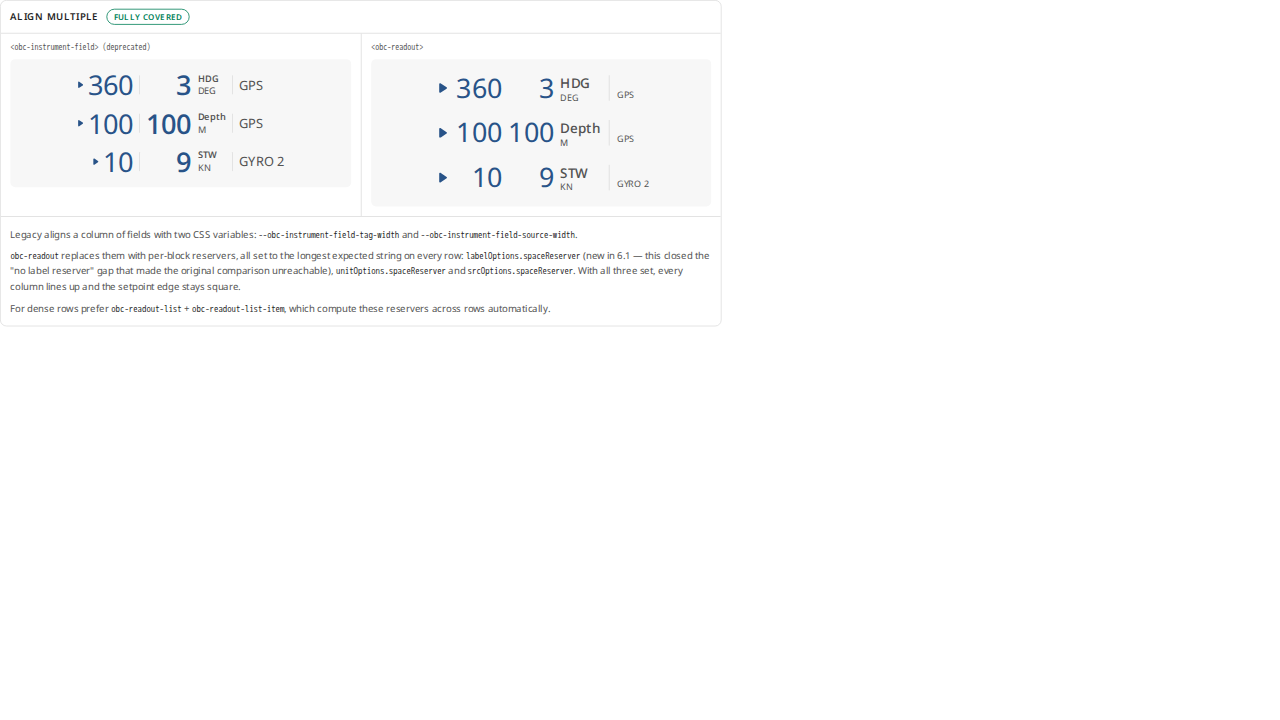 ALIGN MULTIPLE FULLY COVERED
<obc-instrument-field> (deprecated)
360 3 HDG DEG GPS
100 100 Depth M GPS
10 9 STW KN GYRO 2
<obc-readout>
360 3 HDG DEG GPS
100 100 Depth M GPS
10 9 STW KN GYRO 2
Legacy aligns a column of fields with two CSS variables: --obc-instrument-field-tag-width and --obc-instrument-field-source-width.
obc-readout replaces them with per-block reservers, all set to the longest expected string on every row: labelOptions.spaceReserver (new in 6.1 — this closed the
"no label reserver" gap that made the original comparison unreachable), unitOptions.spaceReserver and srcOptions.spaceReserver. With all three set, every
column lines up and the setpoint edge stays square.
For dense rows prefer obc-readout-list + obc-readout-list-item, which compute these reservers across rows automatically.